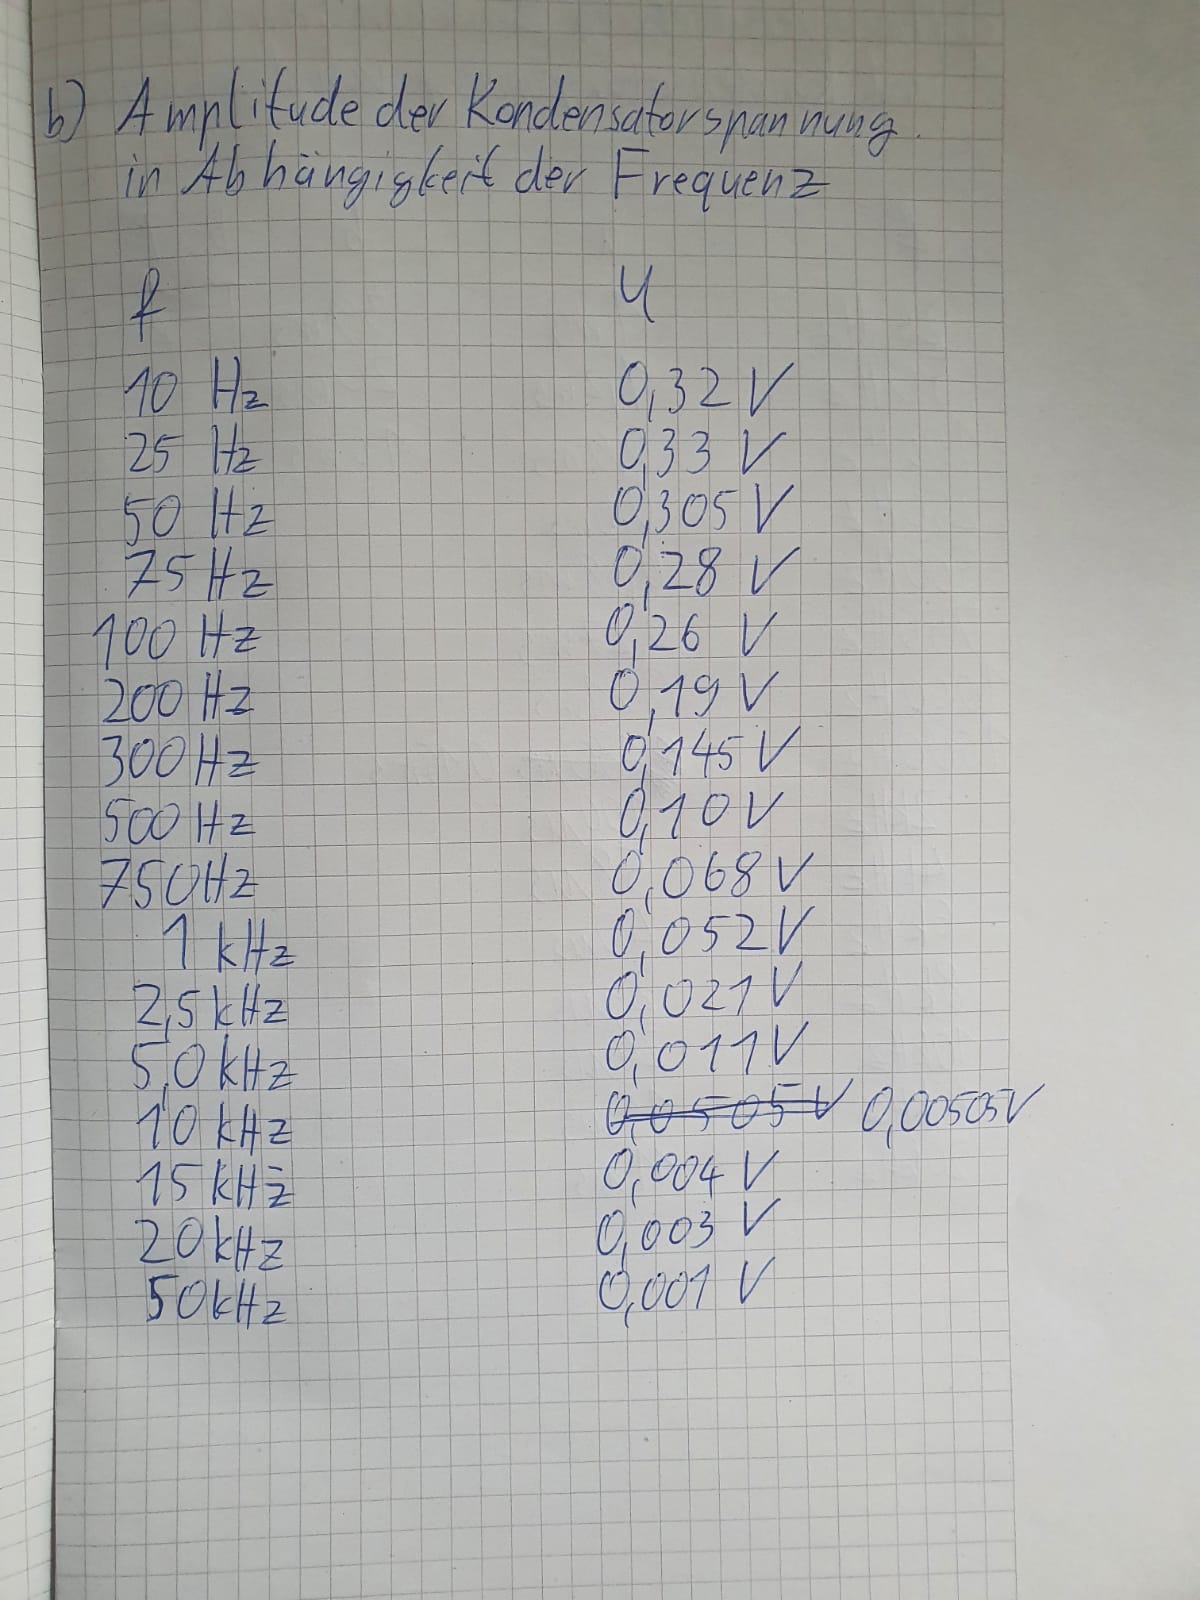 b) Amplitude der Kondensatorspannung.
in Abhängigkeit der Frequenz
f U
10 Hz 0,32 V
25 Hz 0,33 V
50 Hz 0,305 V
75 Hz 0,28 V
100 Hz 0,26 V
200 Hz 0,19 V
300 Hz 0,145 V
500 Hz 0,10 V
750 Hz 0,068 V
1 kHz 0,052 V
2,5 kHz 0,021 V
5,0 kHz 0,011 V
10 kHz 0,0505 V 0,00505 V
15 kHz 0,004 V
20 kHz 0,003 V
50 kHz 0,001 V